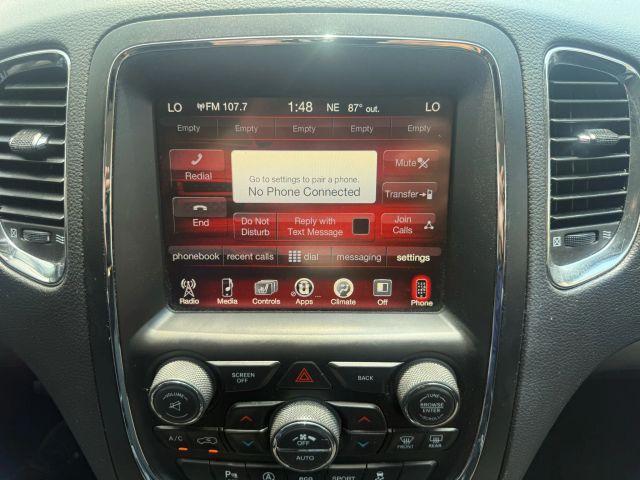 LO FM 107.7 1:48 NE 87° out. LO
Empty Empty Empty Empty Empty
Redial
Go to settings to pair a phone.
No Phone Connected
Mute
Transfer
End
Do Not
Disturb
Reply with
Text Message
Join
Calls
phonebook recent calls dial messaging settings
Radio Media Controls Apps Climate Off Phone
SCREEN
OFF
BACK
VOLUME
TUNE
BROWSE
ENTER
SCROLL
A/C
OFF
AUTO
FRONT
REAR
P
A
ECO
SPORT